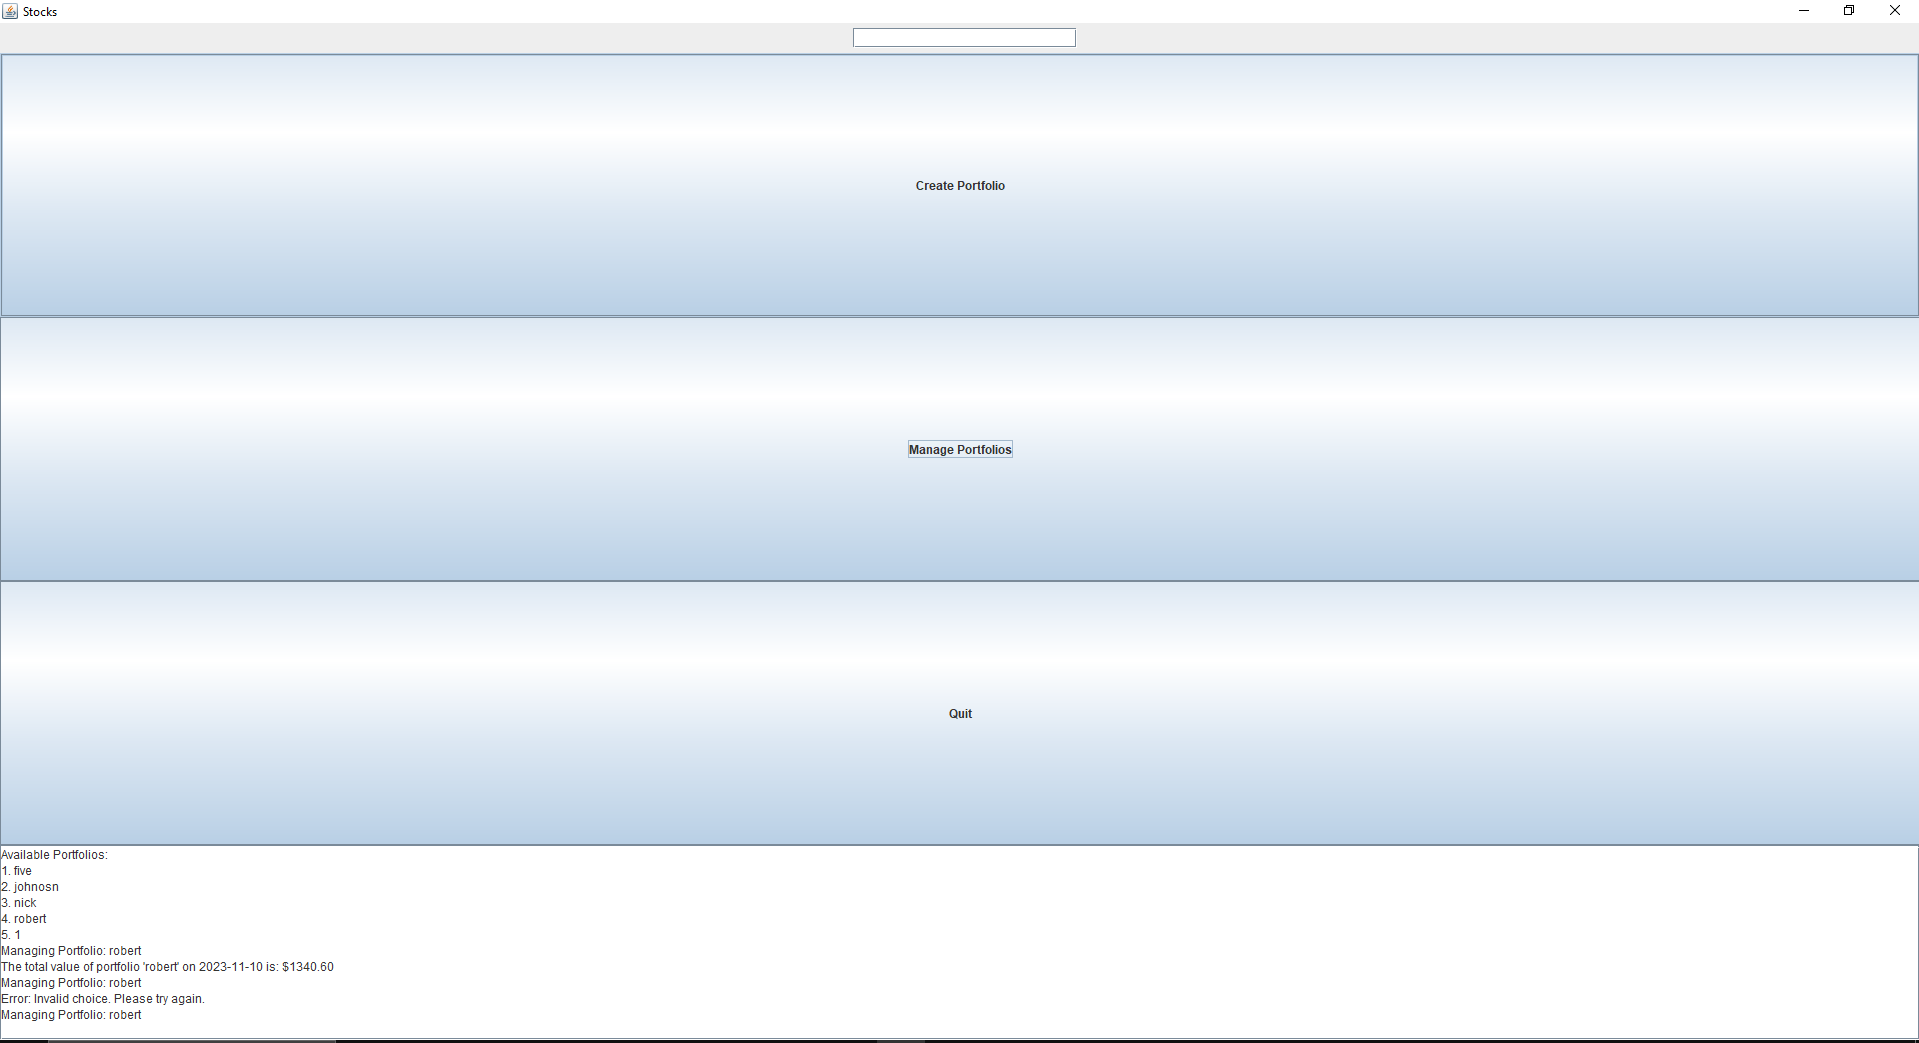 Stocks
Create Portfolio
Manage Portfolios
Quit
Available Portfolios:
1. five
2. johnosn
3. nick
4. robert
5. 1
Managing Portfolio: robert
The total value of portfolio 'robert' on 2023-11-10 is: $1340.60
Managing Portfolio: robert
Error: Invalid choice. Please try again.
Managing Portfolio: robert